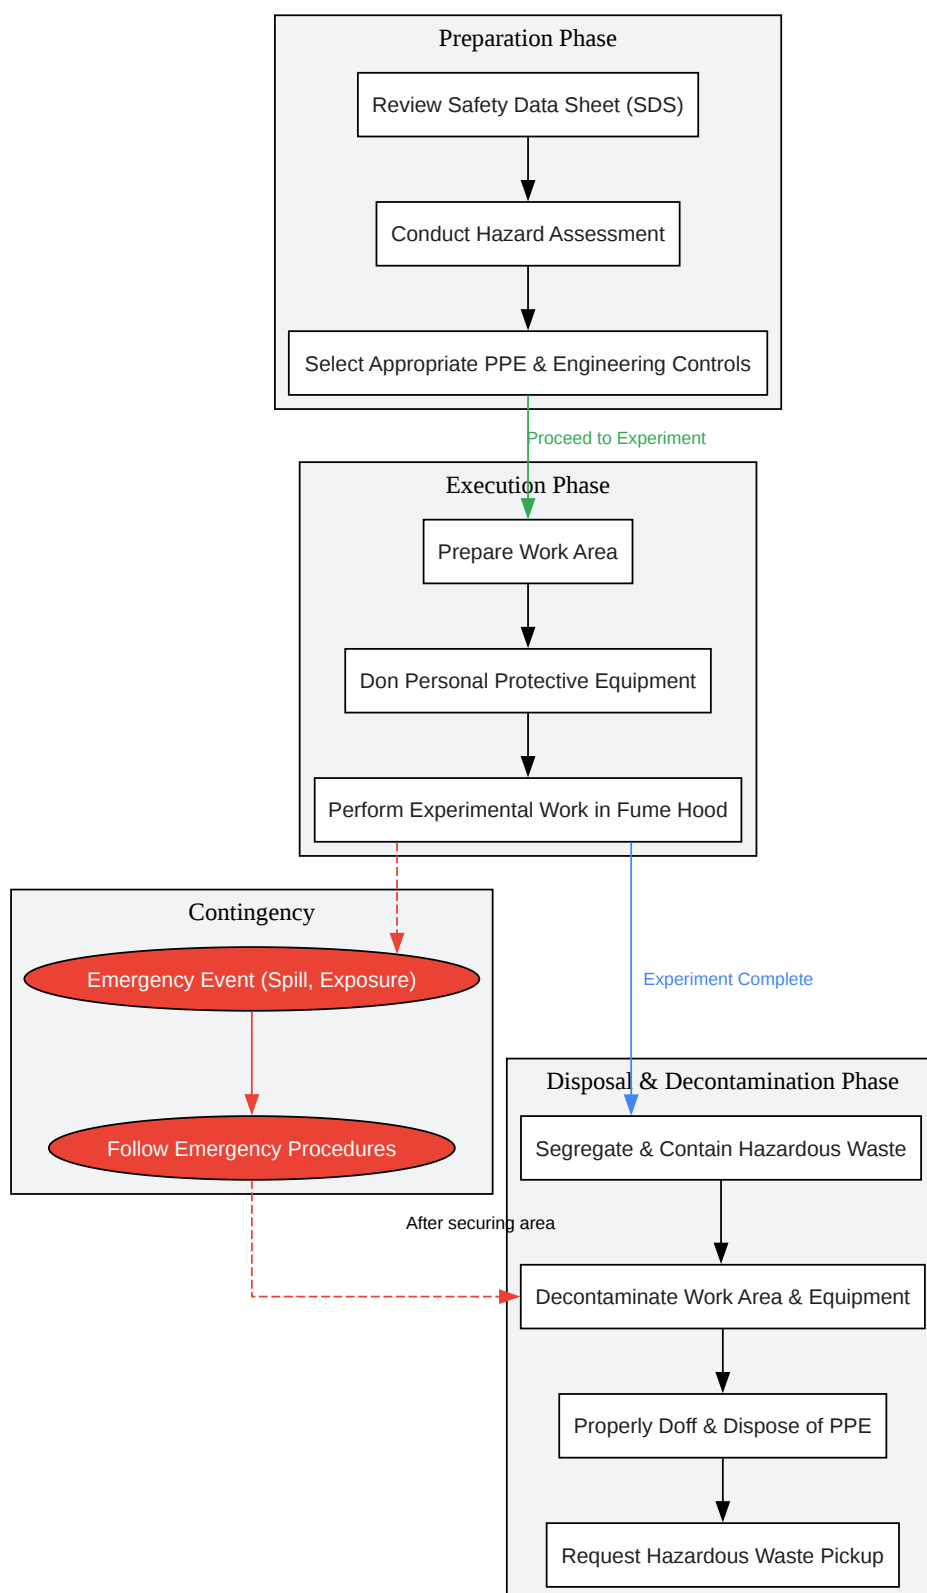 Preparation Phase
Review Safety Data Sheet (SDS)
Conduct Hazard Assessment
Select Appropriate PPE & Engineering Controls
Proceed to Experiment
Execution Phase
Prepare Work Area
Don Personal Protective Equipment
Perform Experimental Work in Fume Hood
Contingency
Emergency Event (Spill, Exposure)
Experiment Complete
Disposal & Decontamination Phase
Follow Emergency Procedures
Segregate & Contain Hazardous Waste
After securing area
Decontaminate Work Area & Equipment
Properly Doff & Dispose of PPE
Request Hazardous Waste Pickup